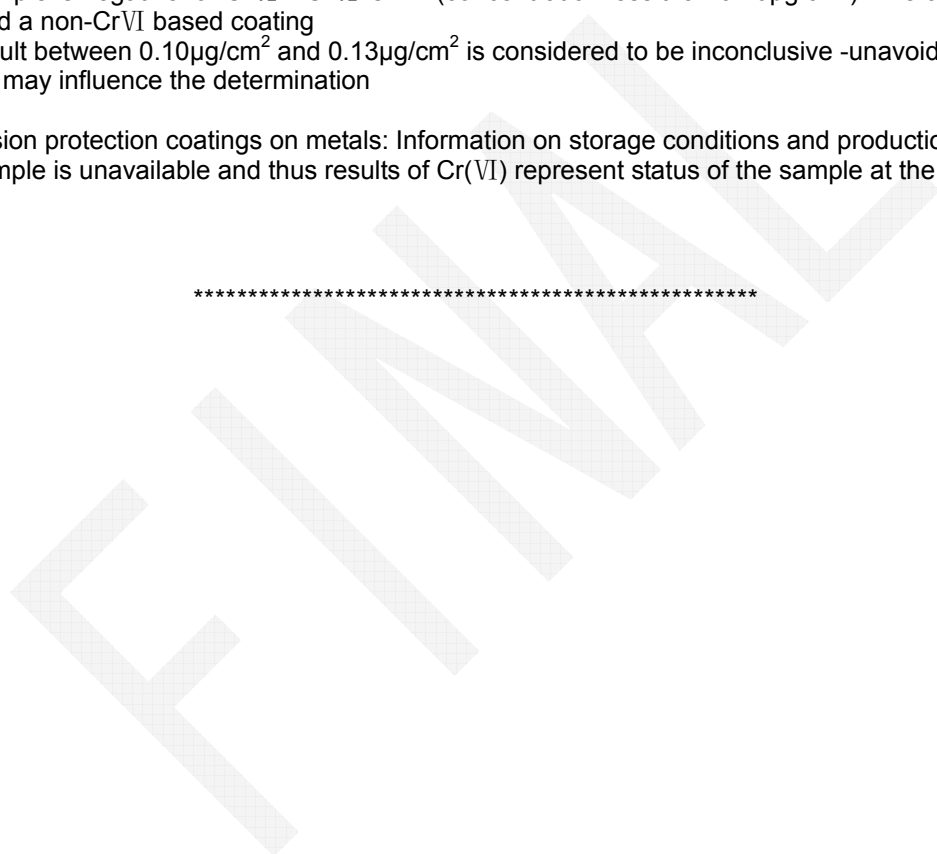 d a non-CrⅥ based coating
ult between 0.10µg/cm² and 0.13µg/cm² is considered to be inconclusive -unavoid
may influence the determination
sion protection coatings on metals: Information on storage conditions and productio
mple is unavailable and thus results of Cr(Ⅵ) represent status of the sample at the
****************************************************
FINAL